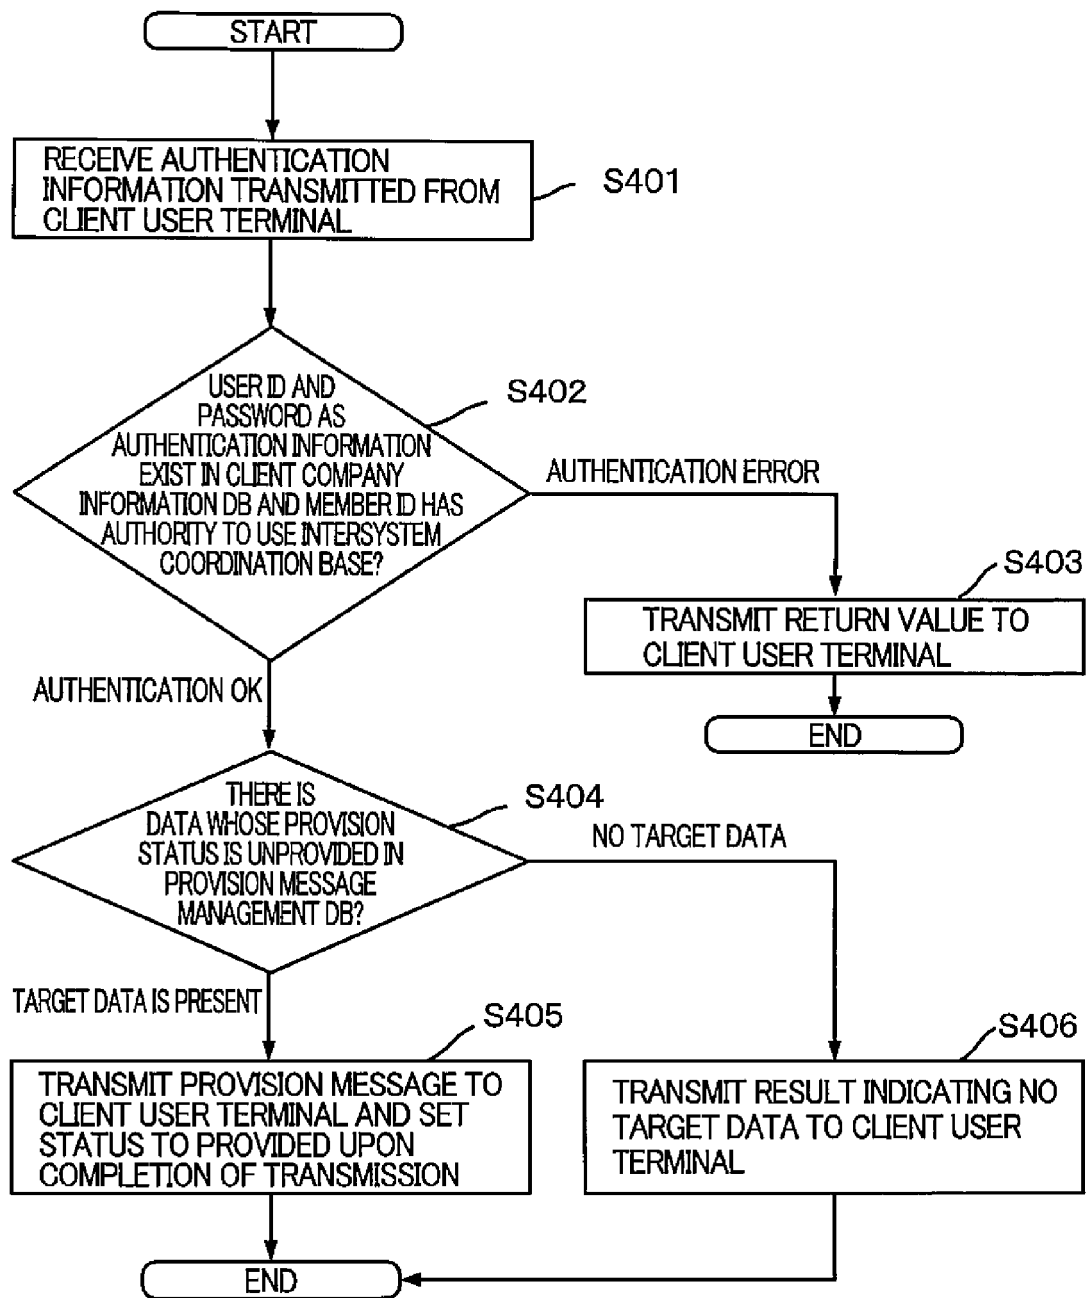 START
RECEIVE AUTHENTICATION
INFORMATION TRANSMITTED FROM
CLIENT USER TERMINAL
S401
USER ID AND
PASSWORD AS
AUTHENTICATION INFORMATION
EXIST IN CLIENT COMPANY
INFORMATION DB AND MEMBER ID HAS
AUTHORITY TO USE INTERSYSTEM
COORDINATION BASE?
S402
AUTHENTICATION ERROR
S403
TRANSMIT RETURN VALUE TO
CLIENT USER TERMINAL
END
AUTHENTICATION OK
THERE IS
DATA WHOSE PROVISION
STATUS IS UNPROVIDED IN
PROVISION MESSAGE
MANAGEMENT DB?
S404
NO TARGET DATA
TARGET DATA IS PRESENT
S405
TRANSMIT PROVISION MESSAGE TO
CLIENT USER TERMINAL AND SET
STATUS TO PROVIDED UPON
COMPLETION OF TRANSMISSION
S406
TRANSMIT RESULT INDICATING NO
TARGET DATA TO CLIENT USER
TERMINAL
END